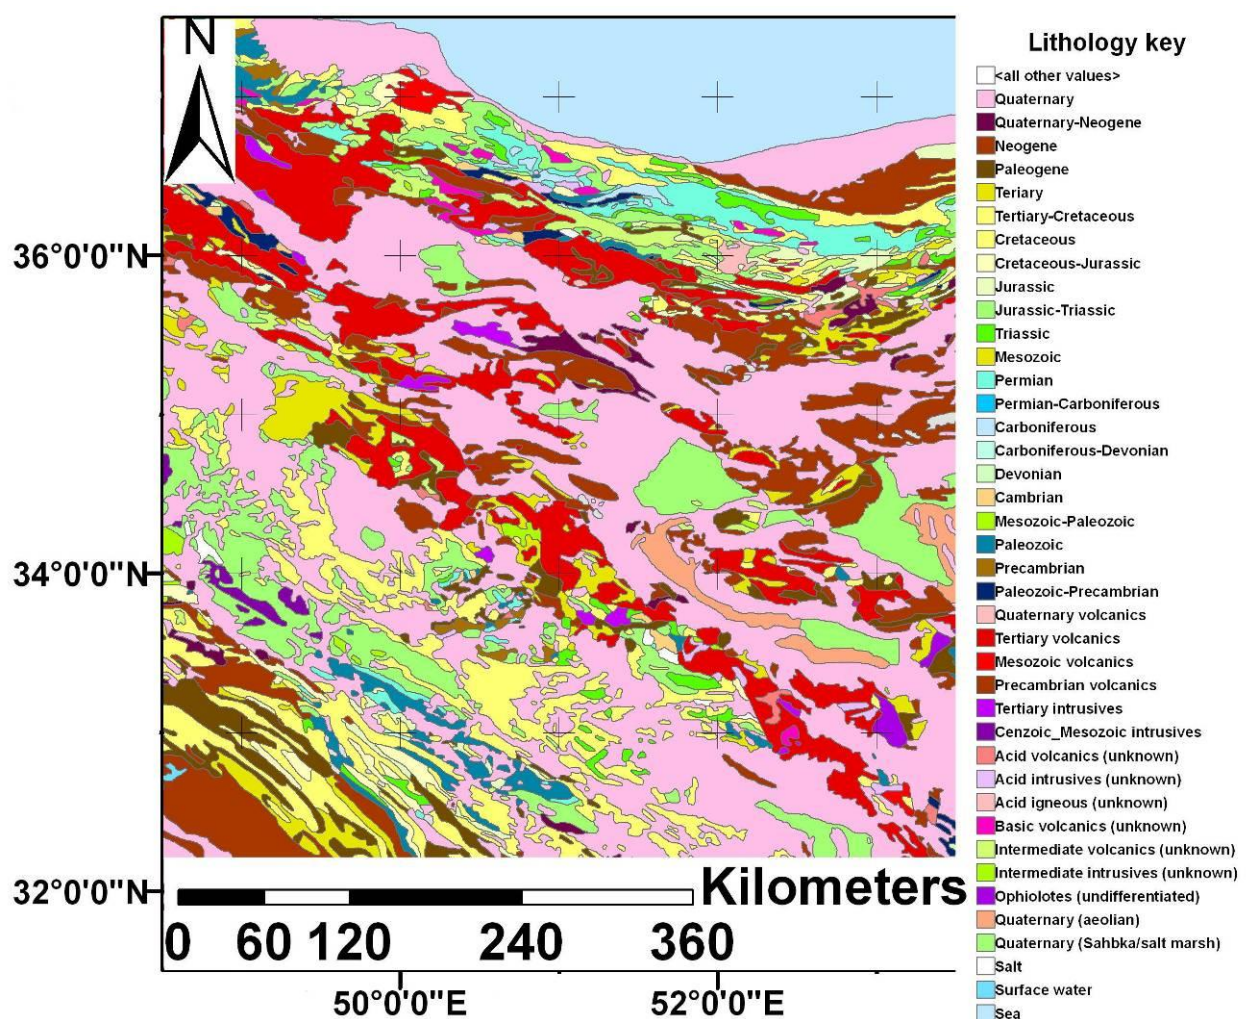 N
36°0'0"N
34°0'0"N
32°0'0"N
Kilometers
0 60 120 240 360
50°0'0"E 52°0'0"E
Lithology key
<all other values>
Quaternary
Quaternary-Neogene
Neogene
Paleogene
Teriary
Tertiary-Cretaceous
Cretaceous
Cretaceous-Jurassic
Jurassic
Jurassic-Triassic
Triassic
Mesozoic
Permian
Permian-Carboniferous
Carboniferous
Carboniferous-Devonian
Devonian
Cambrian
Mesozoic-Paleozoic
Paleozoic
Precambrian
Paleozoic-Precambrian
Quaternary volcanics
Tertiary volcanics
Mesozoic volcanics
Precambrian volcanics
Tertiary intrusives
Cenzoic_Mesozoic intrusives
Acid volcanics (unknown)
Acid intrusives (unknown)
Acid igneous (unknown)
Basic volcanics (unknown)
Intermediate volcanics (unknown)
Intermediate intrusives (unknown)
Ophiolotes (undifferentiated)
Quaternary (aeolian)
Quaternary (Sahbka/salt marsh)
Salt
Surface water
Sea